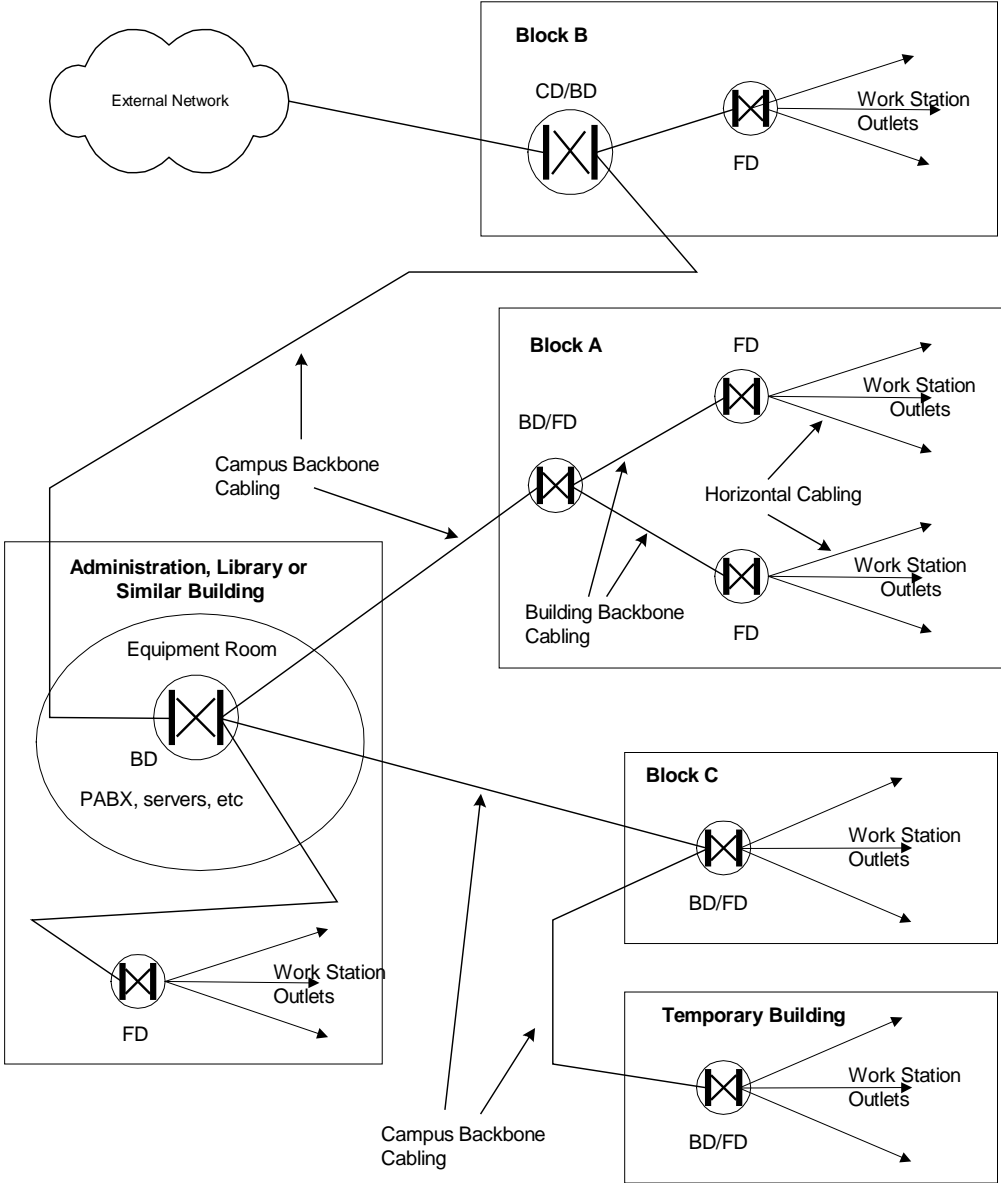 Block B
External Network
CD/BD
Work Station
Outlets
FD
Block A
FD
Work Station
Outlets
BD/FD
Campus Backbone
Cabling
Horizontal Cabling
Work Station
Outlets
Building Backbone
Cabling
FD
Administration, Library or
Similar Building
Equipment Room
BD
PABX, servers, etc
Work Station
Outlets
FD
Block C
Work Station
Outlets
BD/FD
Temporary Building
Work Station
Outlets
BD/FD
Campus Backbone
Cabling